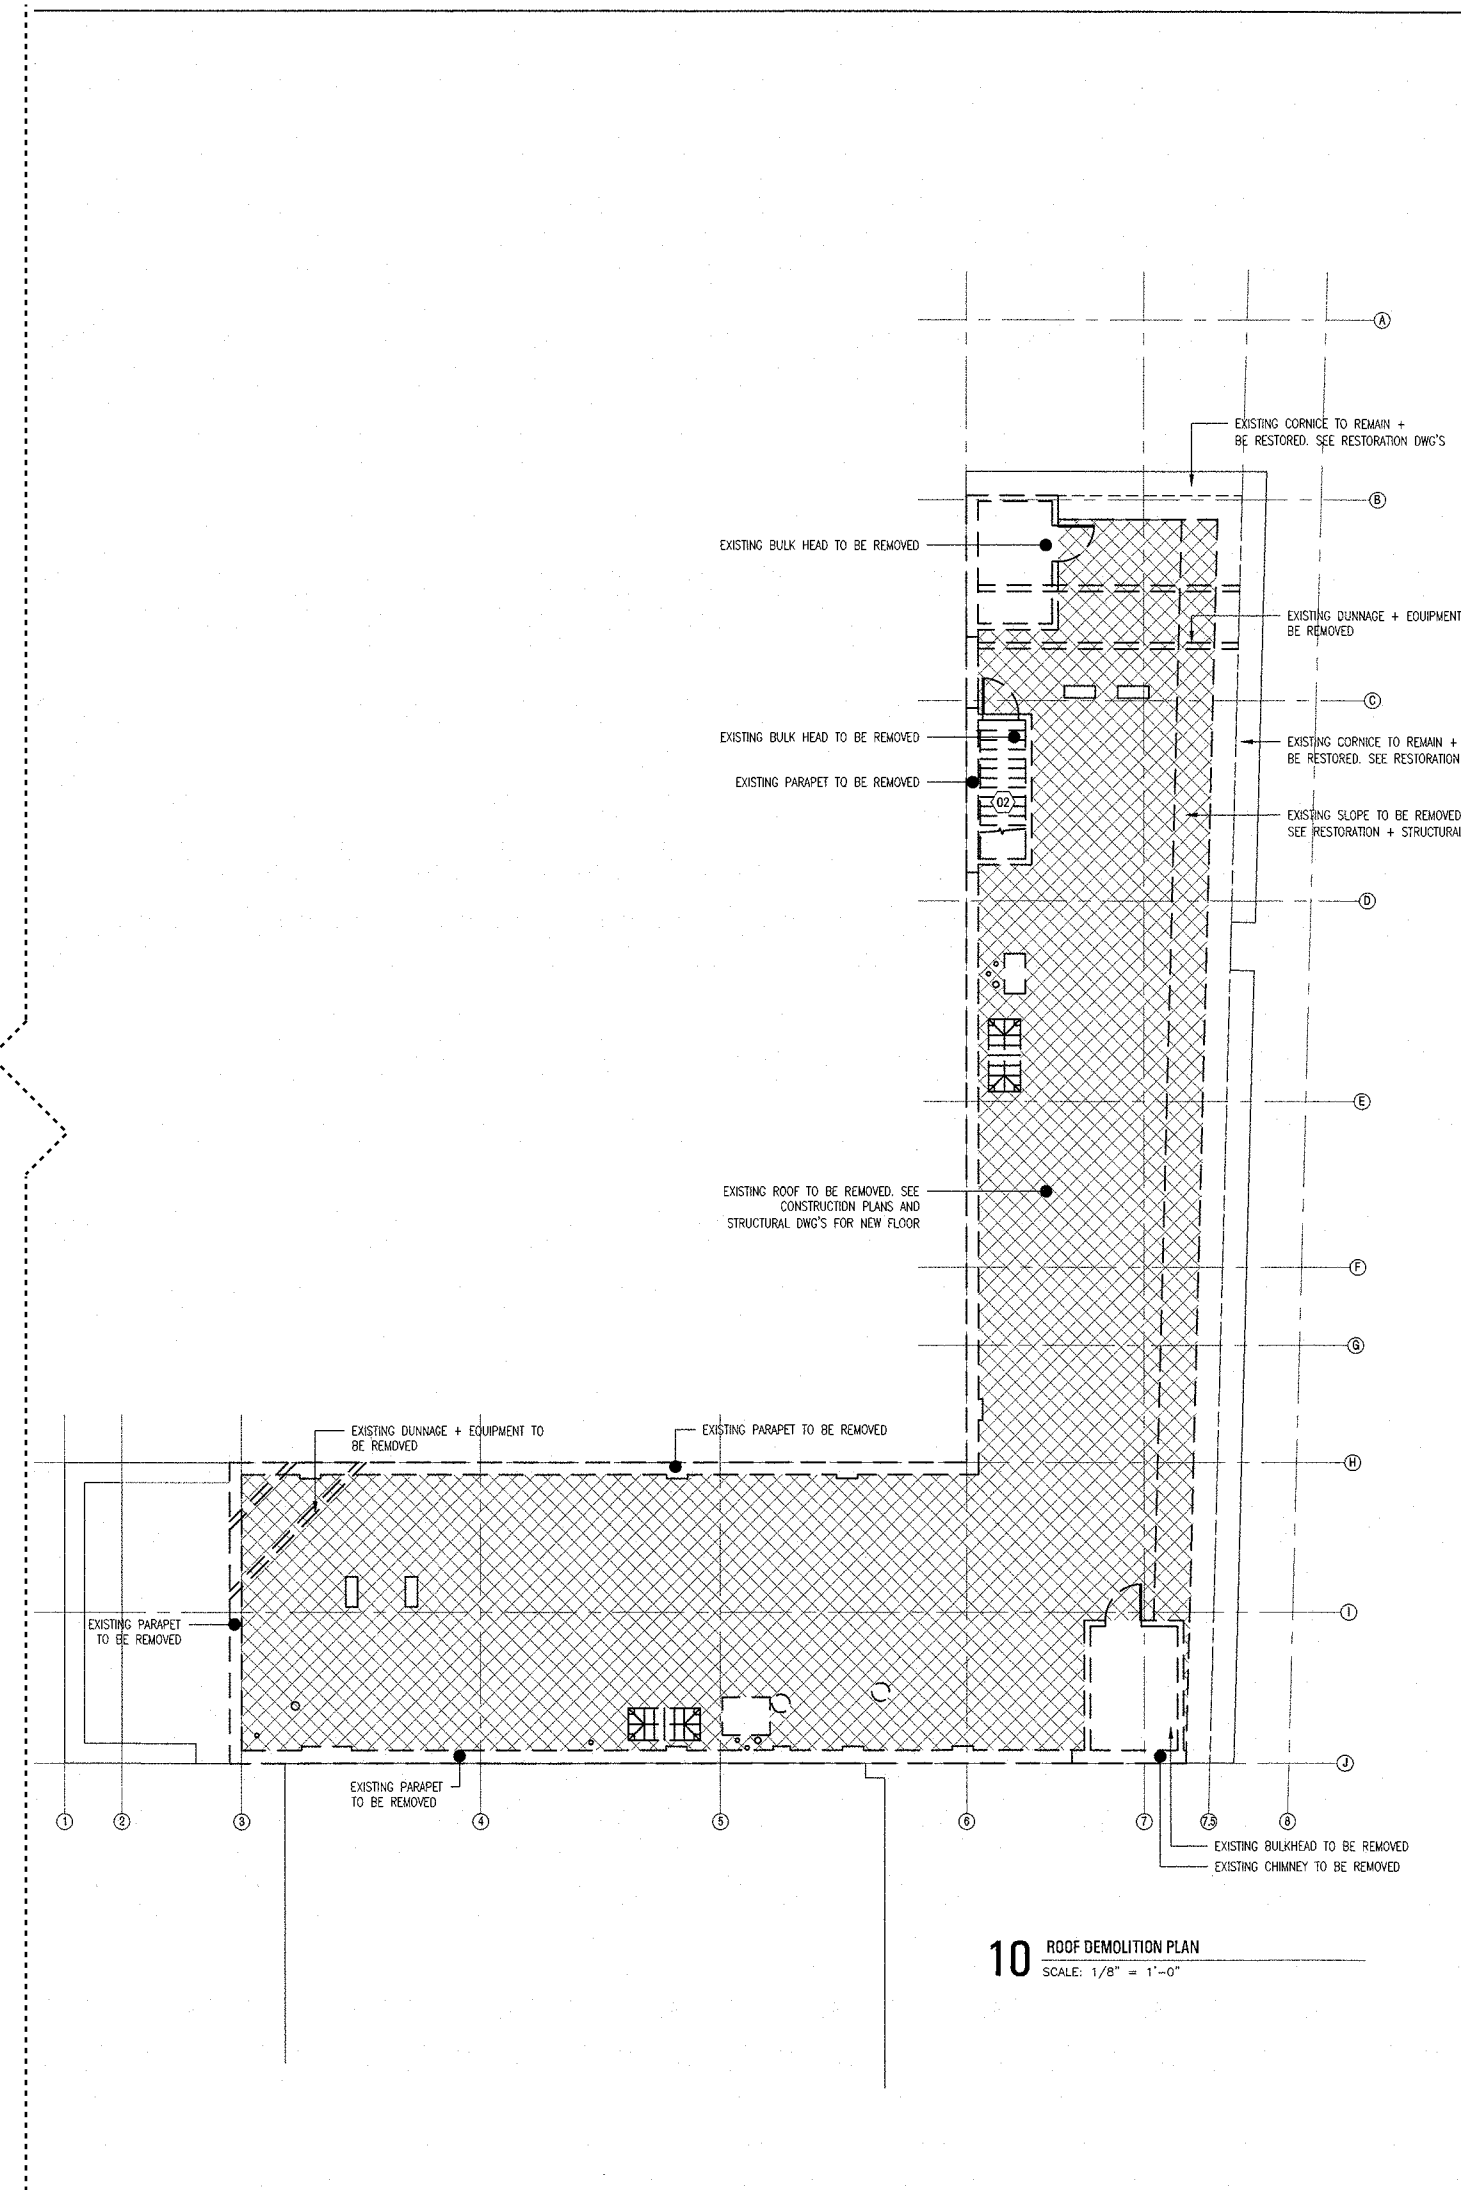 A
EXISTING CORNICE TO REMAIN +
BE RESTORED. SEE RESTORATION DWG'S
B
EXISTING BULK HEAD TO BE REMOVED
EXISTING DUNNAGE + EQUIPMENT
BE REMOVED
C
EXISTING BULK HEAD TO BE REMOVED
EXISTING CORNICE TO REMAIN +
BE RESTORED. SEE RESTORATION
EXISTING PARAPET TO BE REMOVED
02
EXISTING SLOPE TO BE REMOVED
SEE RESTORATION + STRUCTURAL
D
E
EXISTING ROOF TO BE REMOVED. SEE
CONSTRUCTION PLANS AND
STRUCTURAL DWG'S FOR NEW FLOOR
F
G
EXISTING DUNNAGE + EQUIPMENT TO
BE REMOVED
EXISTING PARAPET TO BE REMOVED
H
I
EXISTING PARAPET
TO BE REMOVED
J
EXISTING PARAPET
TO BE REMOVED
1 2 3 4 5 6 7 7.5 8
EXISTING BULKHEAD TO BE REMOVED
EXISTING CHIMNEY TO BE REMOVED
10 ROOF DEMOLITION PLAN
SCALE: 1/8" = 1'-0"